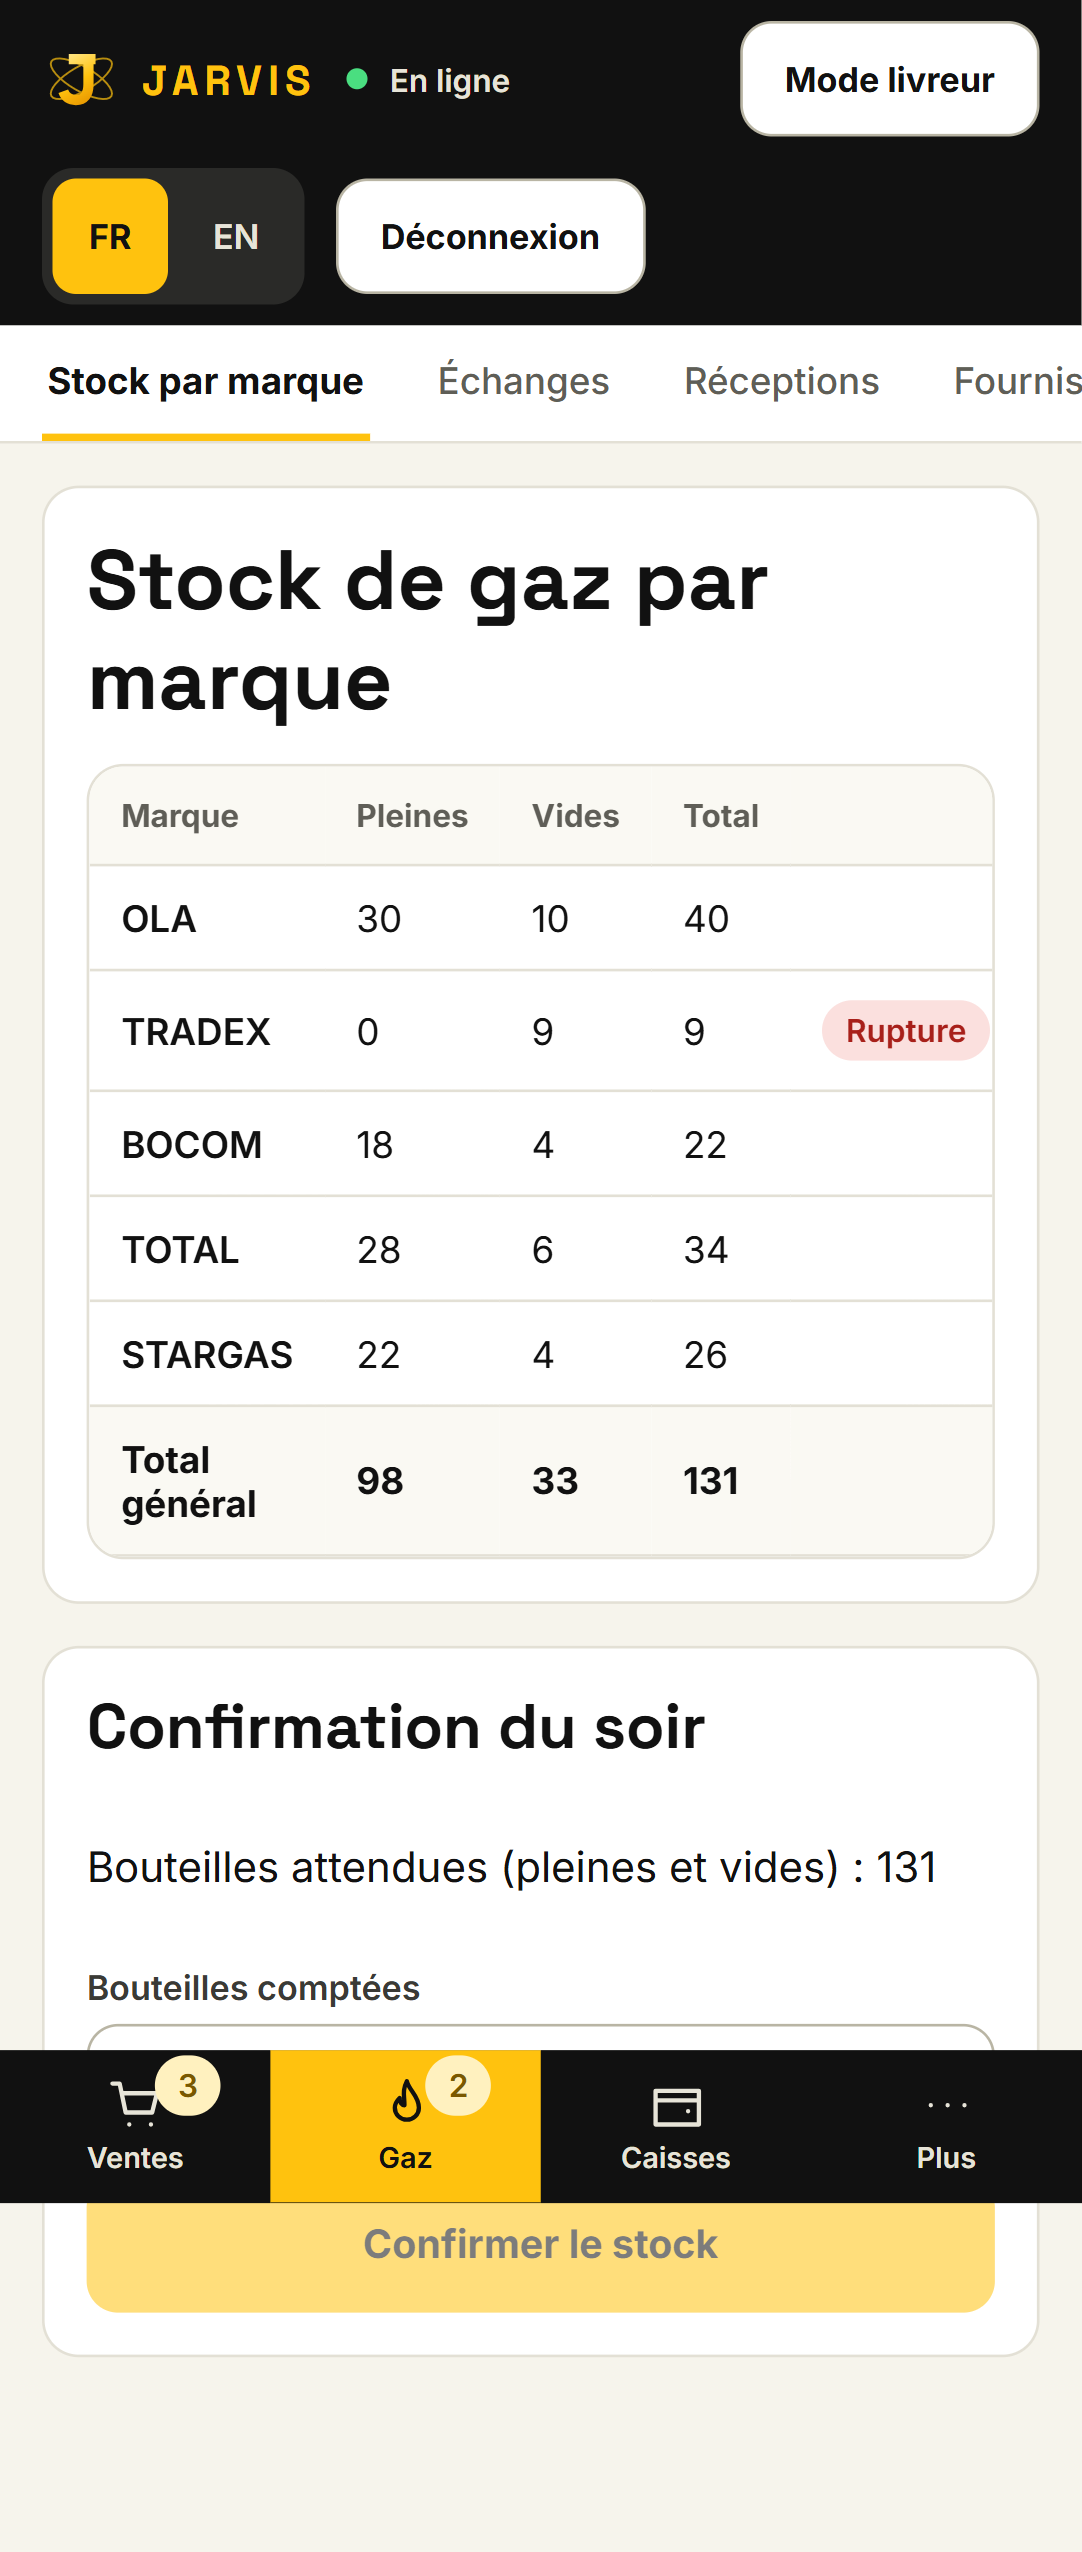 JARVIS En ligne Mode livreur
FR EN Déconnexion
Stock par marque Échanges Réceptions Fournis
Stock de gaz par
marque
Marque Pleines Vides Total
OLA 30 10 40
TRADEX 0 9 9 Rupture
BOCOM 18 4 22
TOTAL 28 6 34
STARGAS 22 4 26
Total
général 98 33 131
Confirmation du soir
Bouteilles attendues (pleines et vides) : 131
Bouteilles comptées
3 2
Ventes Gaz Caisses Plus
Confirmer le stock